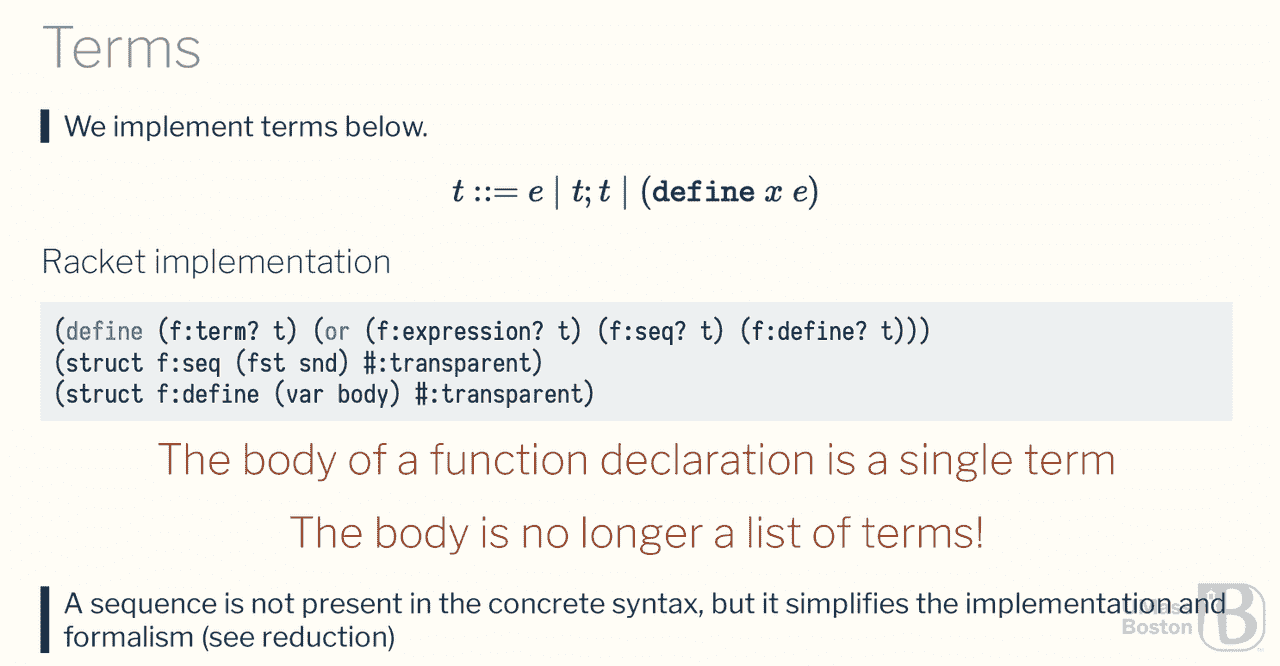 Terms
We implement terms below.
t ::= e | t; t | (define x e)
Racket implementation
(define (f:term? t) (or (f:expression? t) (f:seq? t) (f:define? t)))
(struct f:seq (fst snd) #:transparent)
(struct f:define (var body) #:transparent)
The body of a function declaration is a single term
The body is no longer a list of terms!
A sequence is not present in the concrete syntax, but it simplifies the implementation and
formalism (see reduction)
UMass
Boston
B